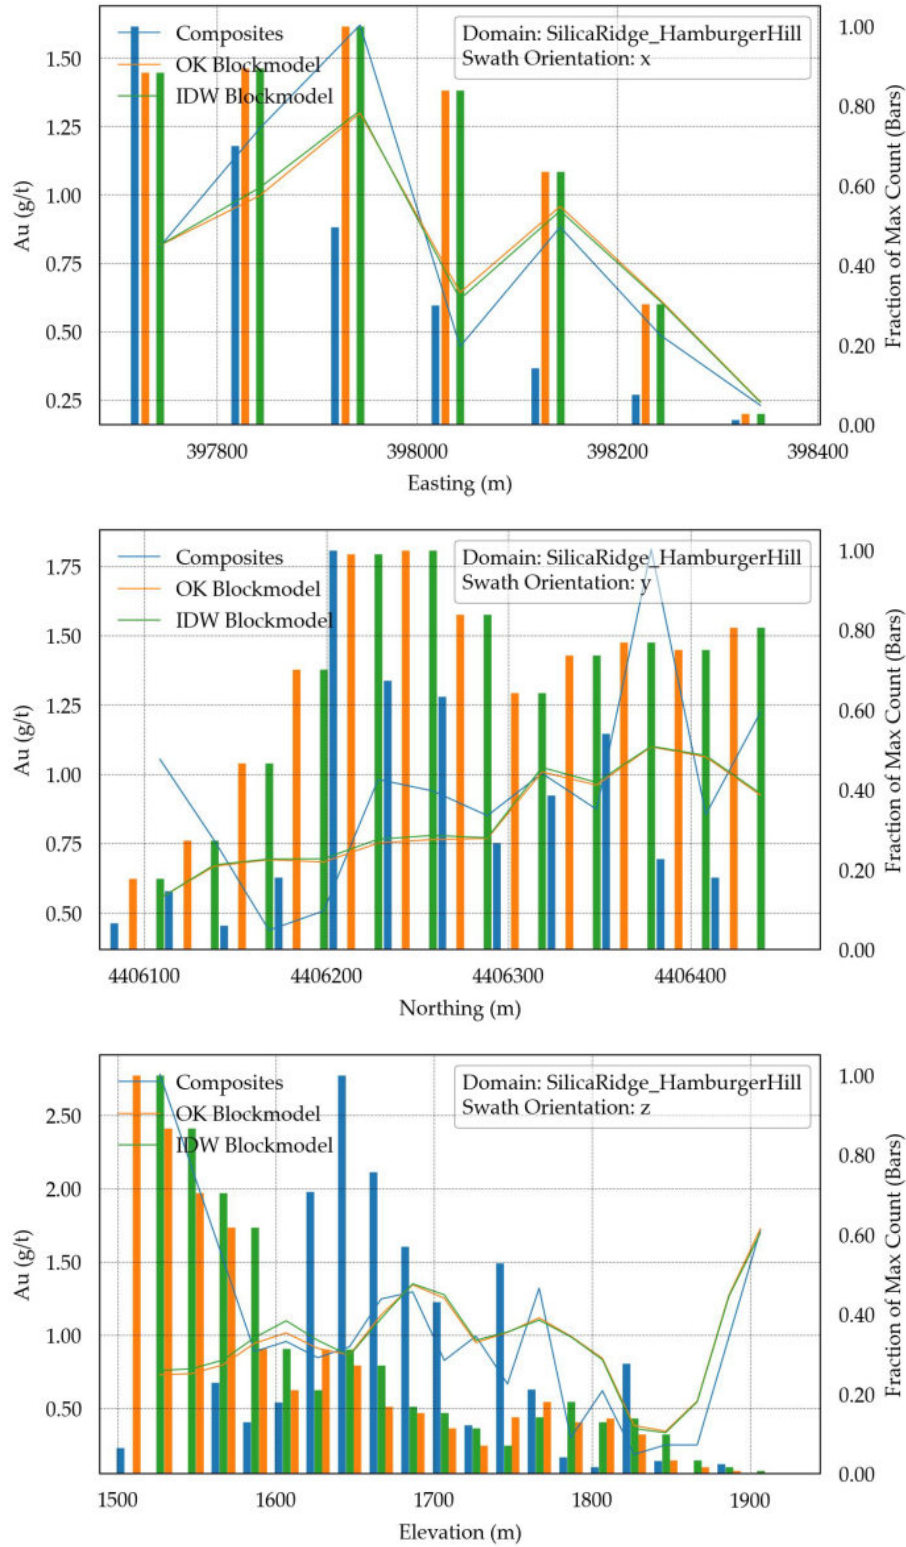 Composites
OK Blockmodel
IDW Blockmodel
Domain: SilicaRidge_HamburgerHill
Swath Orientation: x
1.50
1.25
1.00
0.75
0.50
0.25
Au (g/t)
1.00
0.80
0.60
0.40
0.20
0.00
Fraction of Max Count (Bars)
397800
398000
398200
398400
Easting (m)
Composites
OK Blockmodel
IDW Blockmodel
Domain: SilicaRidge_HamburgerHill
Swath Orientation: y
1.75
1.50
1.25
1.00
0.75
0.50
Au (g/t)
1.00
0.80
0.60
0.40
0.20
0.00
Fraction of Max Count (Bars)
4406100
4406200
4406300
4406400
Northing (m)
Composites
OK Blockmodel
IDW Blockmodel
Domain: SilicaRidge_HamburgerHill
Swath Orientation: z
2.50
2.00
1.50
1.00
0.50
Au (g/t)
1.00
0.80
0.60
0.40
0.20
0.00
Fraction of Max Count (Bars)
1500
1600
1700
1800
1900
Elevation (m)